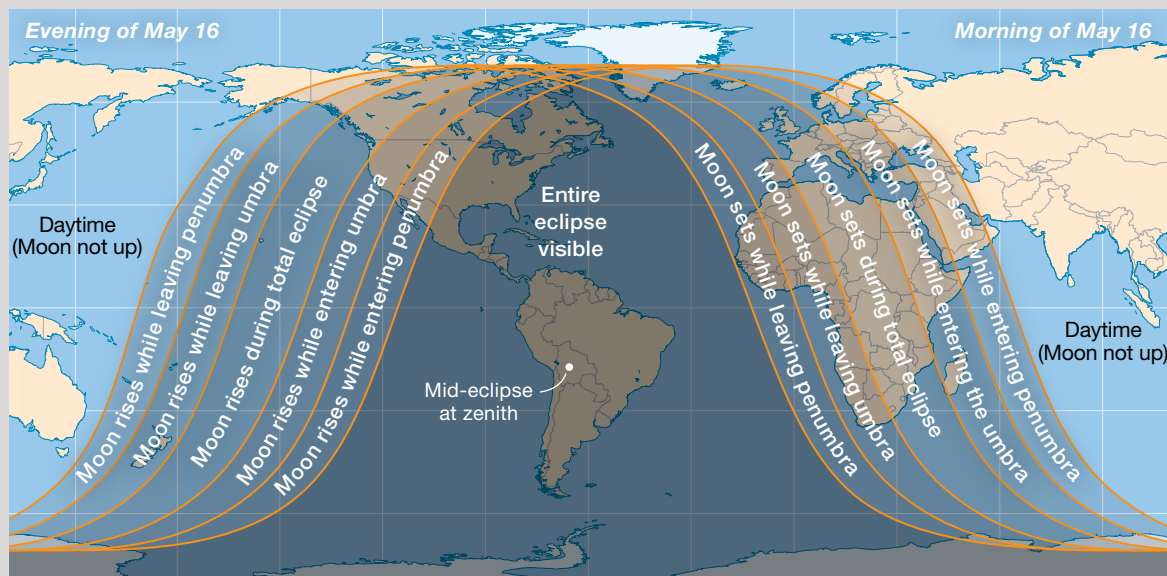 Evening of May 16
Morning of May 16
Daytime
(Moon not up)
Moon rises while leaving penumbra
Moon rises while leaving umbra
Moon rises during total eclipse
Moon rises while entering umbra
Moon rises while entering penumbra
Entire
eclipse
visible
Mid-eclipse
at zenith
Moon sets while leaving penumbra
Moon sets while leaving umbra
Moon sets during total eclipse
Moon sets while entering the umbra
Moon sets while entering penumbra
Daytime
(Moon not up)